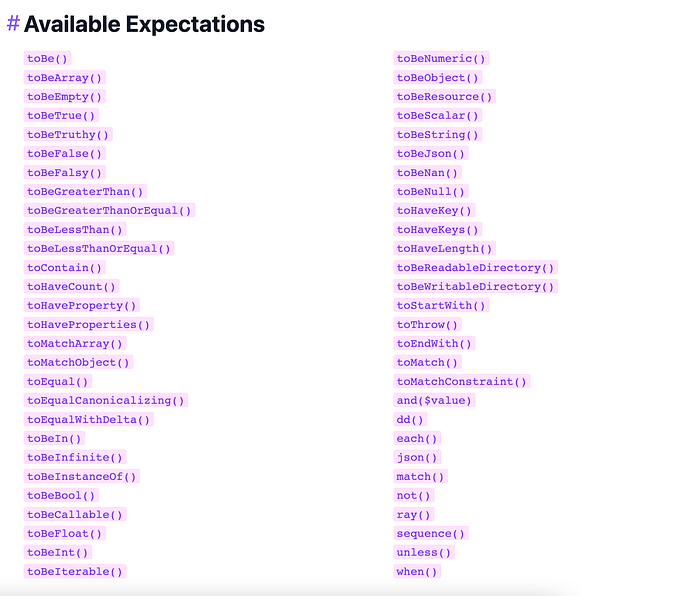 # Available Expectations
toBe()
toBeArray()
toBeEmpty()
toBeTrue()
toBeTruthy()
toBeFalse()
toBeFalsy()
toBeGreaterThan()
toBeGreaterThanOrEqual()
toBeLessThan()
toBeLessThanOrEqual()
toContain()
toHaveCount()
toHaveProperty()
toHaveProperties()
toMatchArray()
toMatchObject()
toEqual()
toEqualCanonicalizing()
toEqualWithDelta()
toBeIn()
toBeInfinite()
toBeInstanceOf()
toBeBool()
toBeCallable()
toBeFloat()
toBeInt()
toBeIterable()
toBeNumeric()
toBeObject()
toBeResource()
toBeScalar()
toBeString()
toBeJson()
toBeNan()
toBeNull()
toHaveKey()
toHaveKeys()
toHaveLength()
toBeReadableDirectory()
toBeWritableDirectory()
toStartWith()
toThrow()
toEndWith()
toMatch()
toMatchConstraint()
and($value)
dd()
each()
json()
match()
not()
ray()
sequence()
unless()
when()